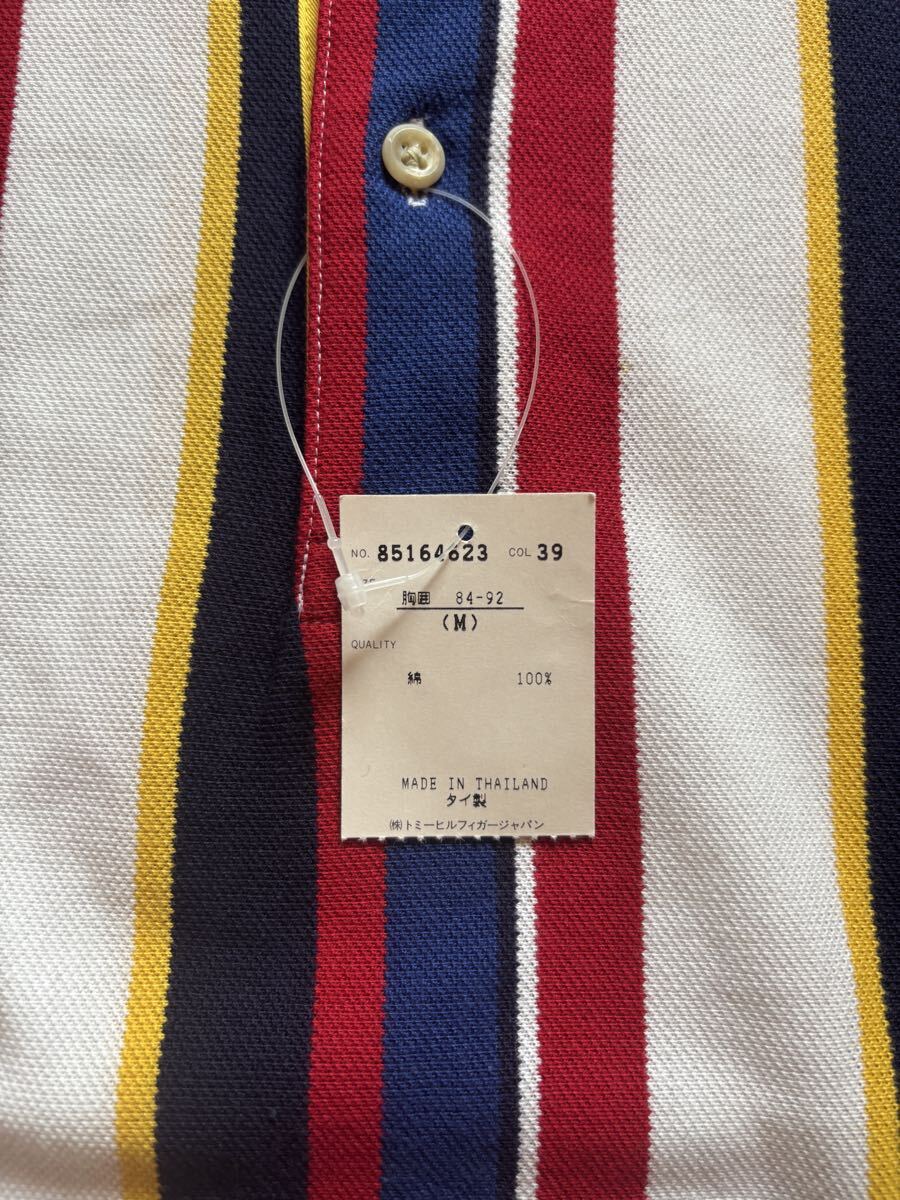 NO. 85164623 COL 39
胸囲 84-92
(M)
QUALITY
綿 100%
MADE IN THAILAND
タイ製
(株)トミーヒルフィガージャパン